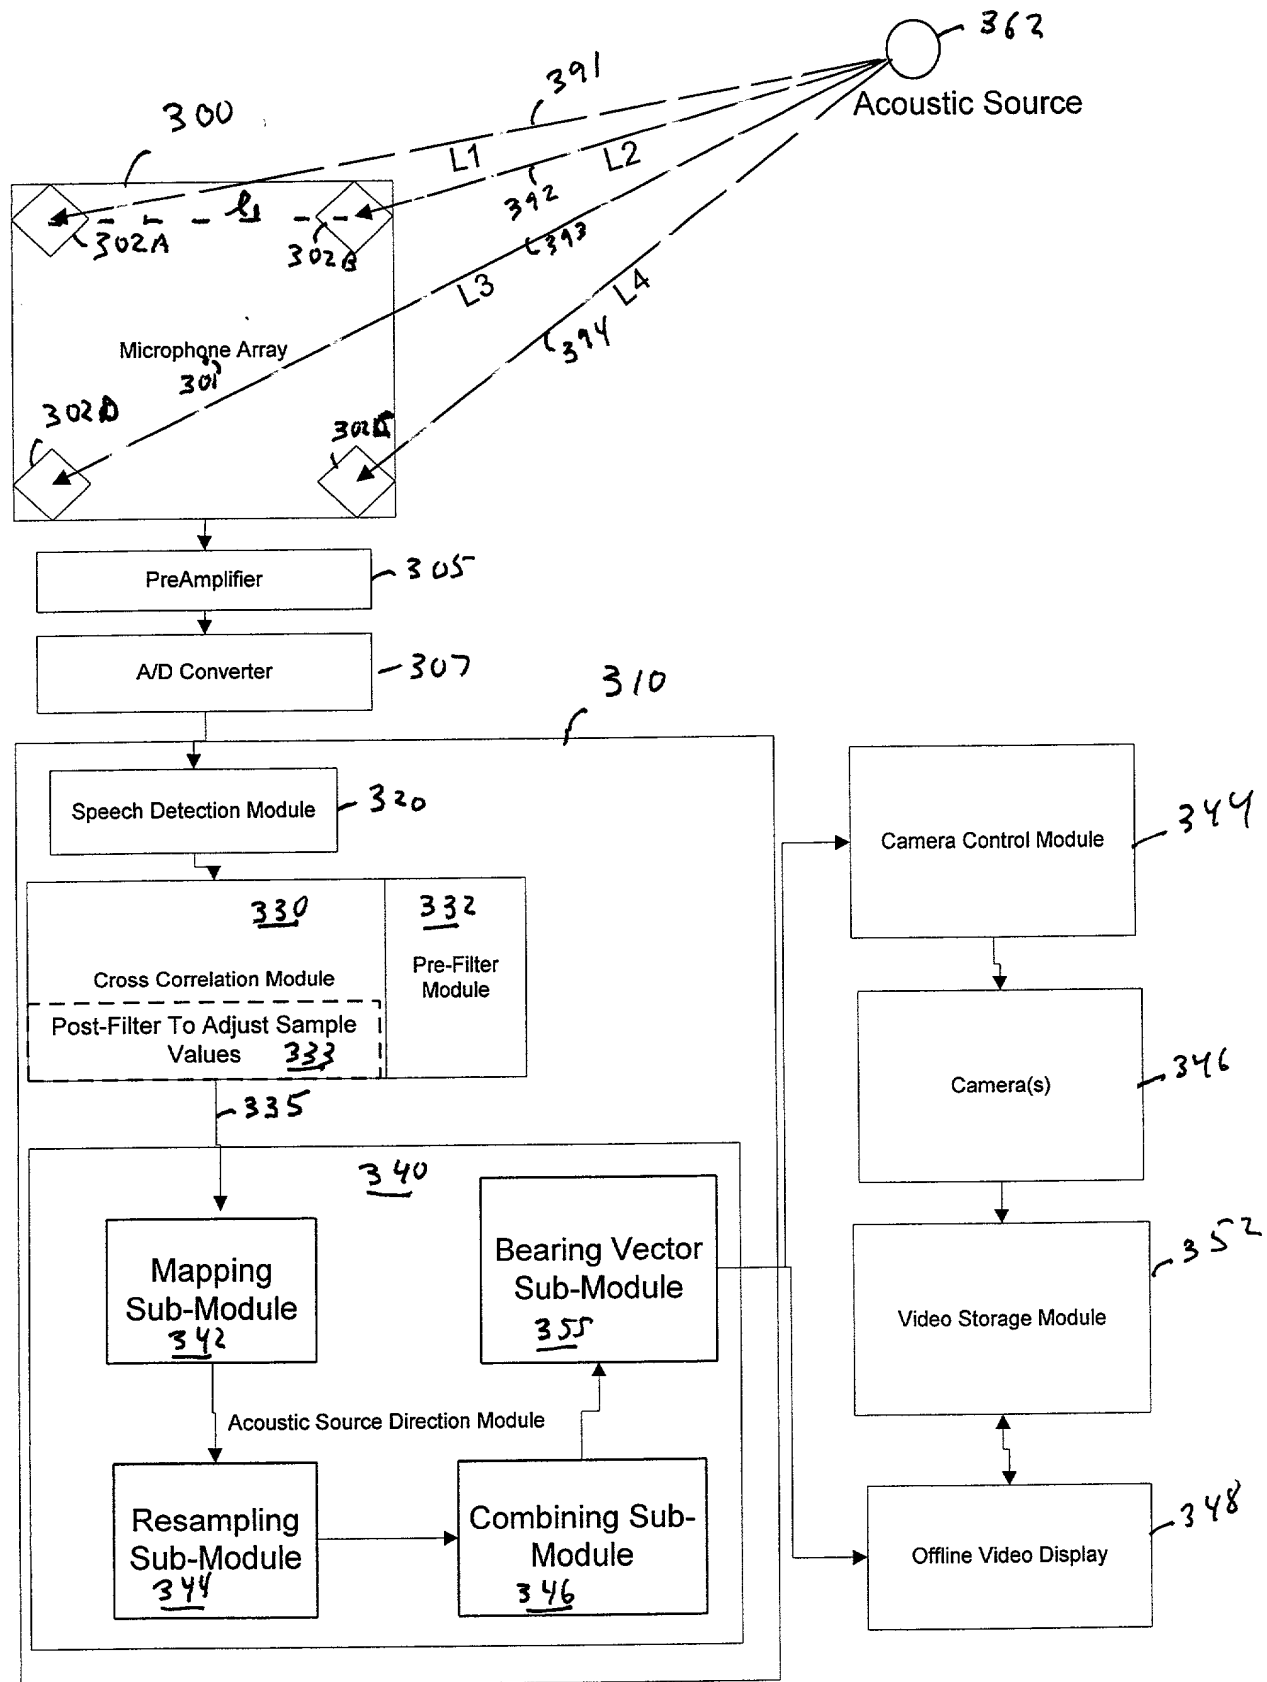 362
Acoustic Source
391
300
L1
L2
392
ℓ1
302A
302B
393
L3
L4
394
Microphone Array
301
302D
302
305
PreAmplifier
A/D Converter
307
310
Speech Detection Module
320
Camera Control Module
344
330
332
Cross Correlation Module
Pre-Filter
Module
Post-Filter To Adjust Sample
Values
333
Camera(s)
346
335
340
Mapping
Sub-Module
342
Bearing Vector
Sub-Module
355
352
Video Storage Module
Acoustic Source Direction Module
Resampling
Sub-Module
344
Combining Sub-
Module
346
Offline Video Display
348